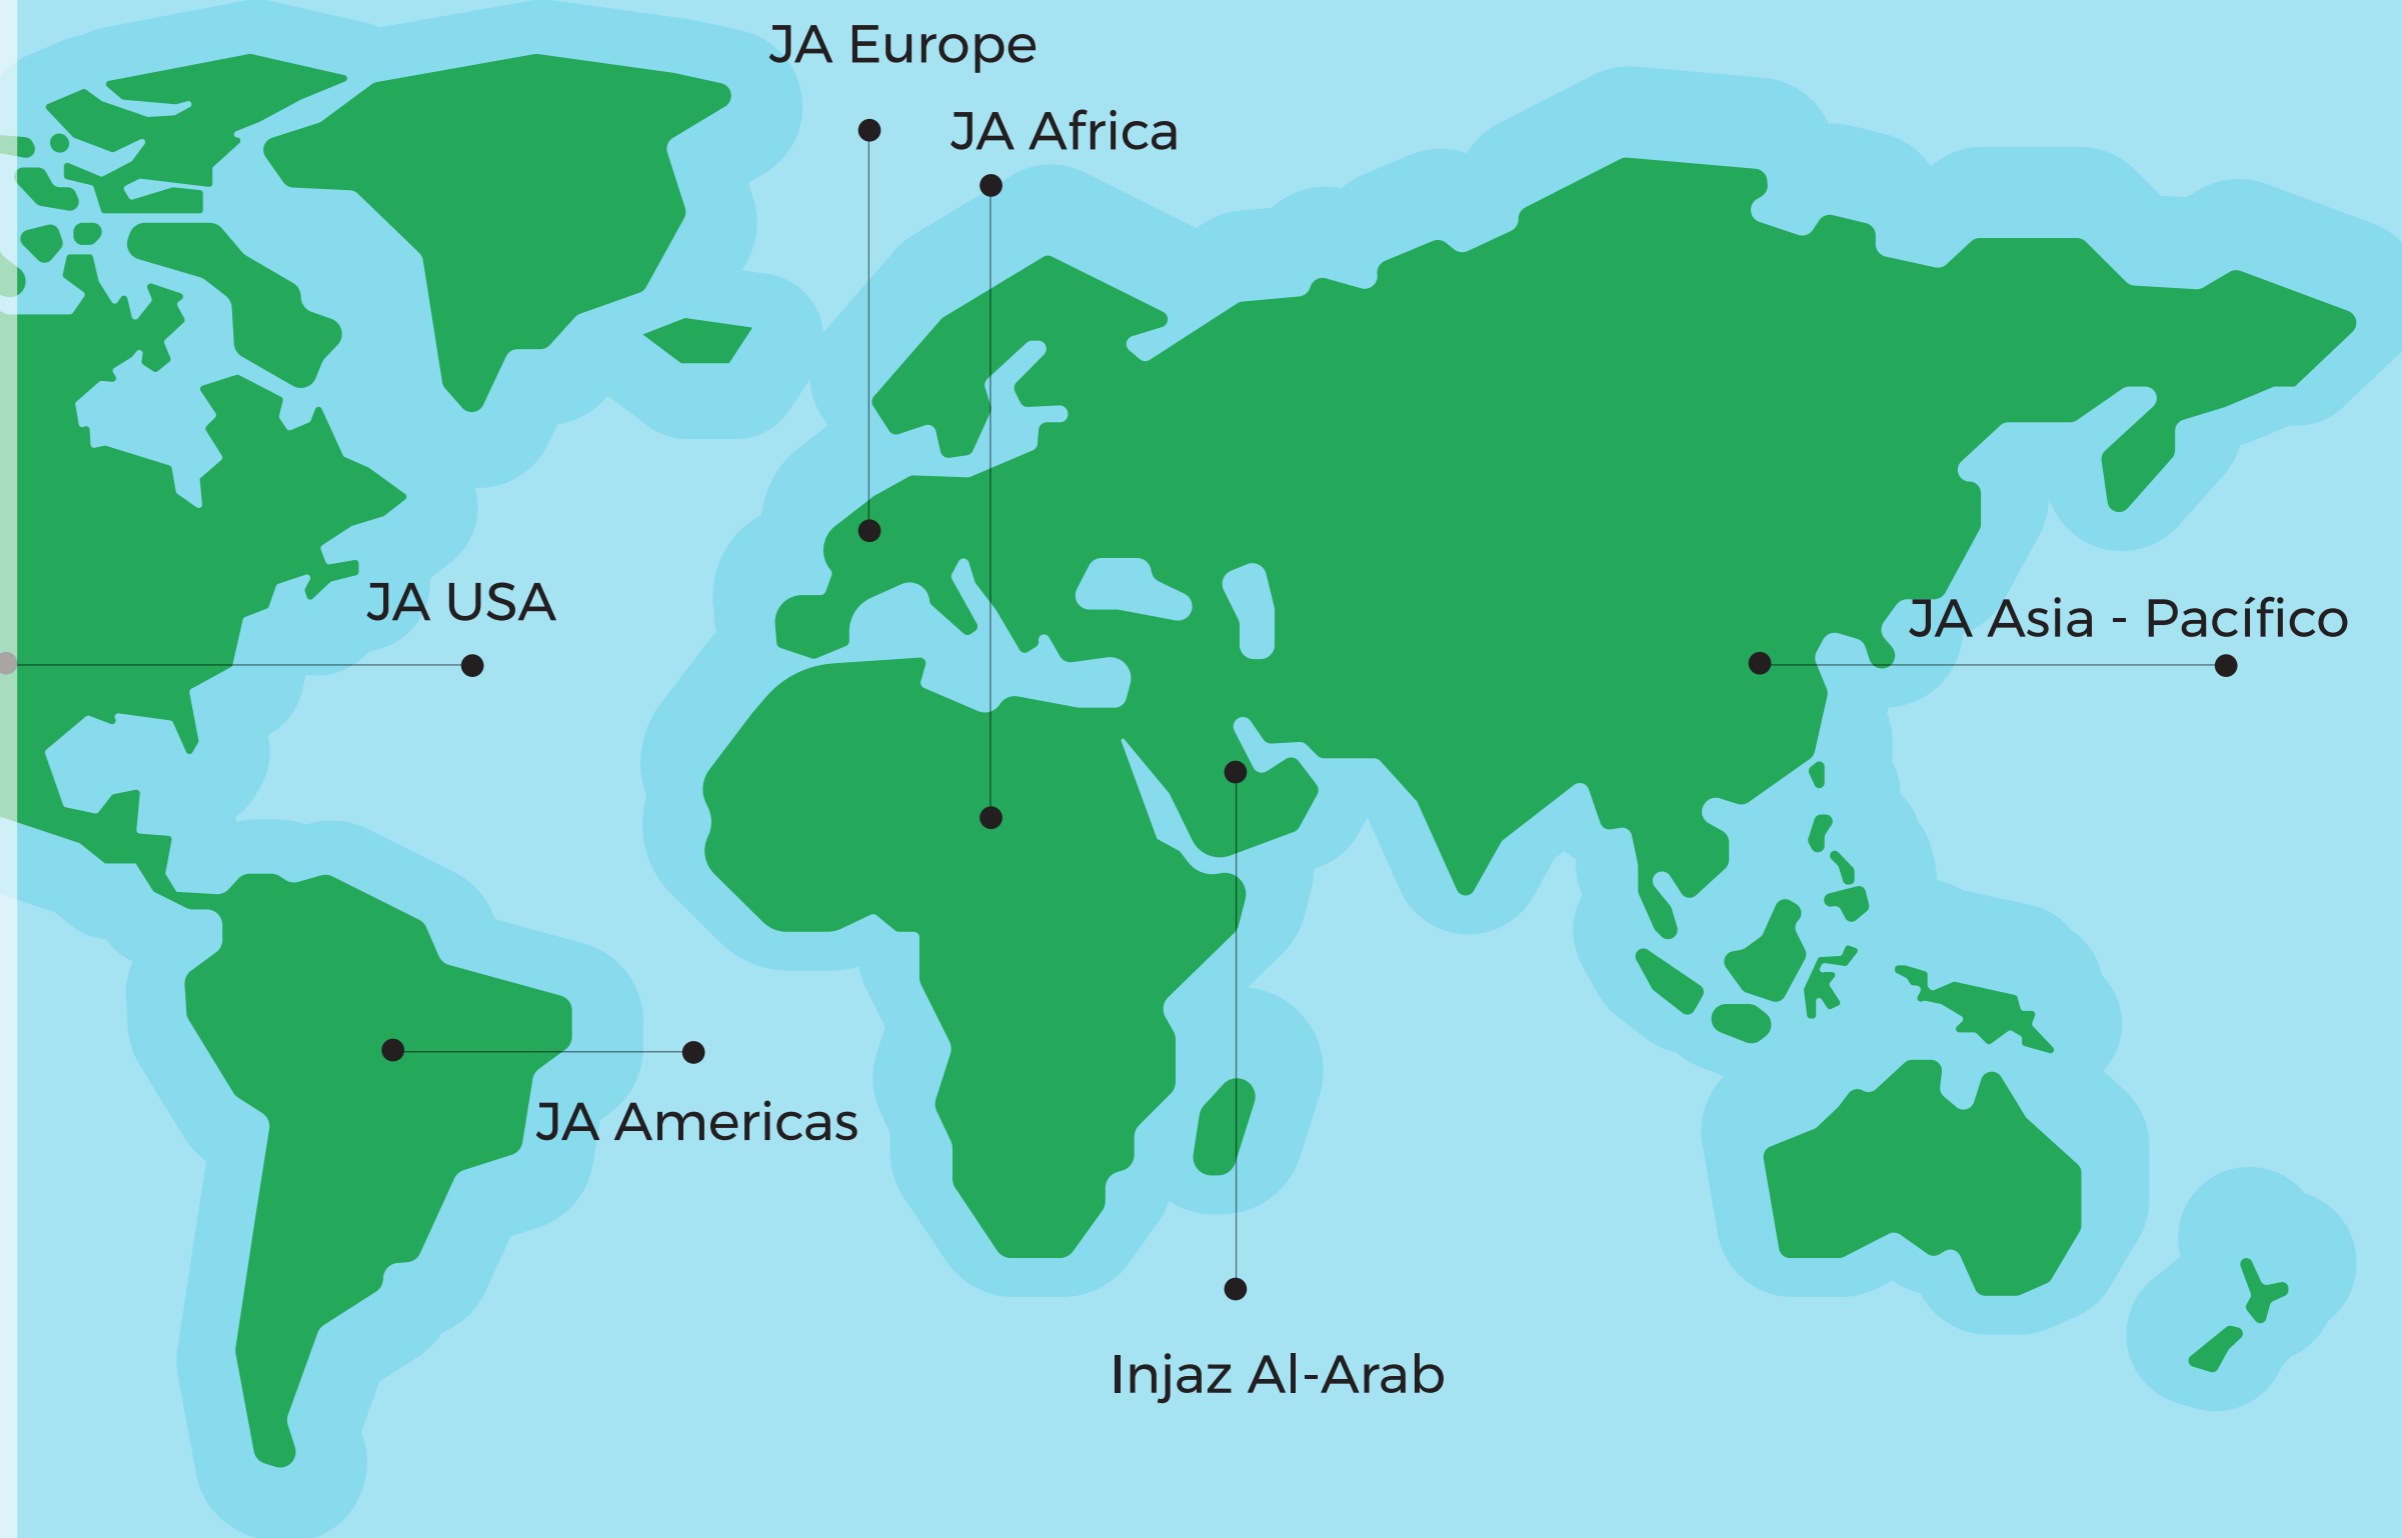 JA Europe
JA Africa
JA USA
JA Asia - Pacífico
JA Americas
Injaz Al-Arab